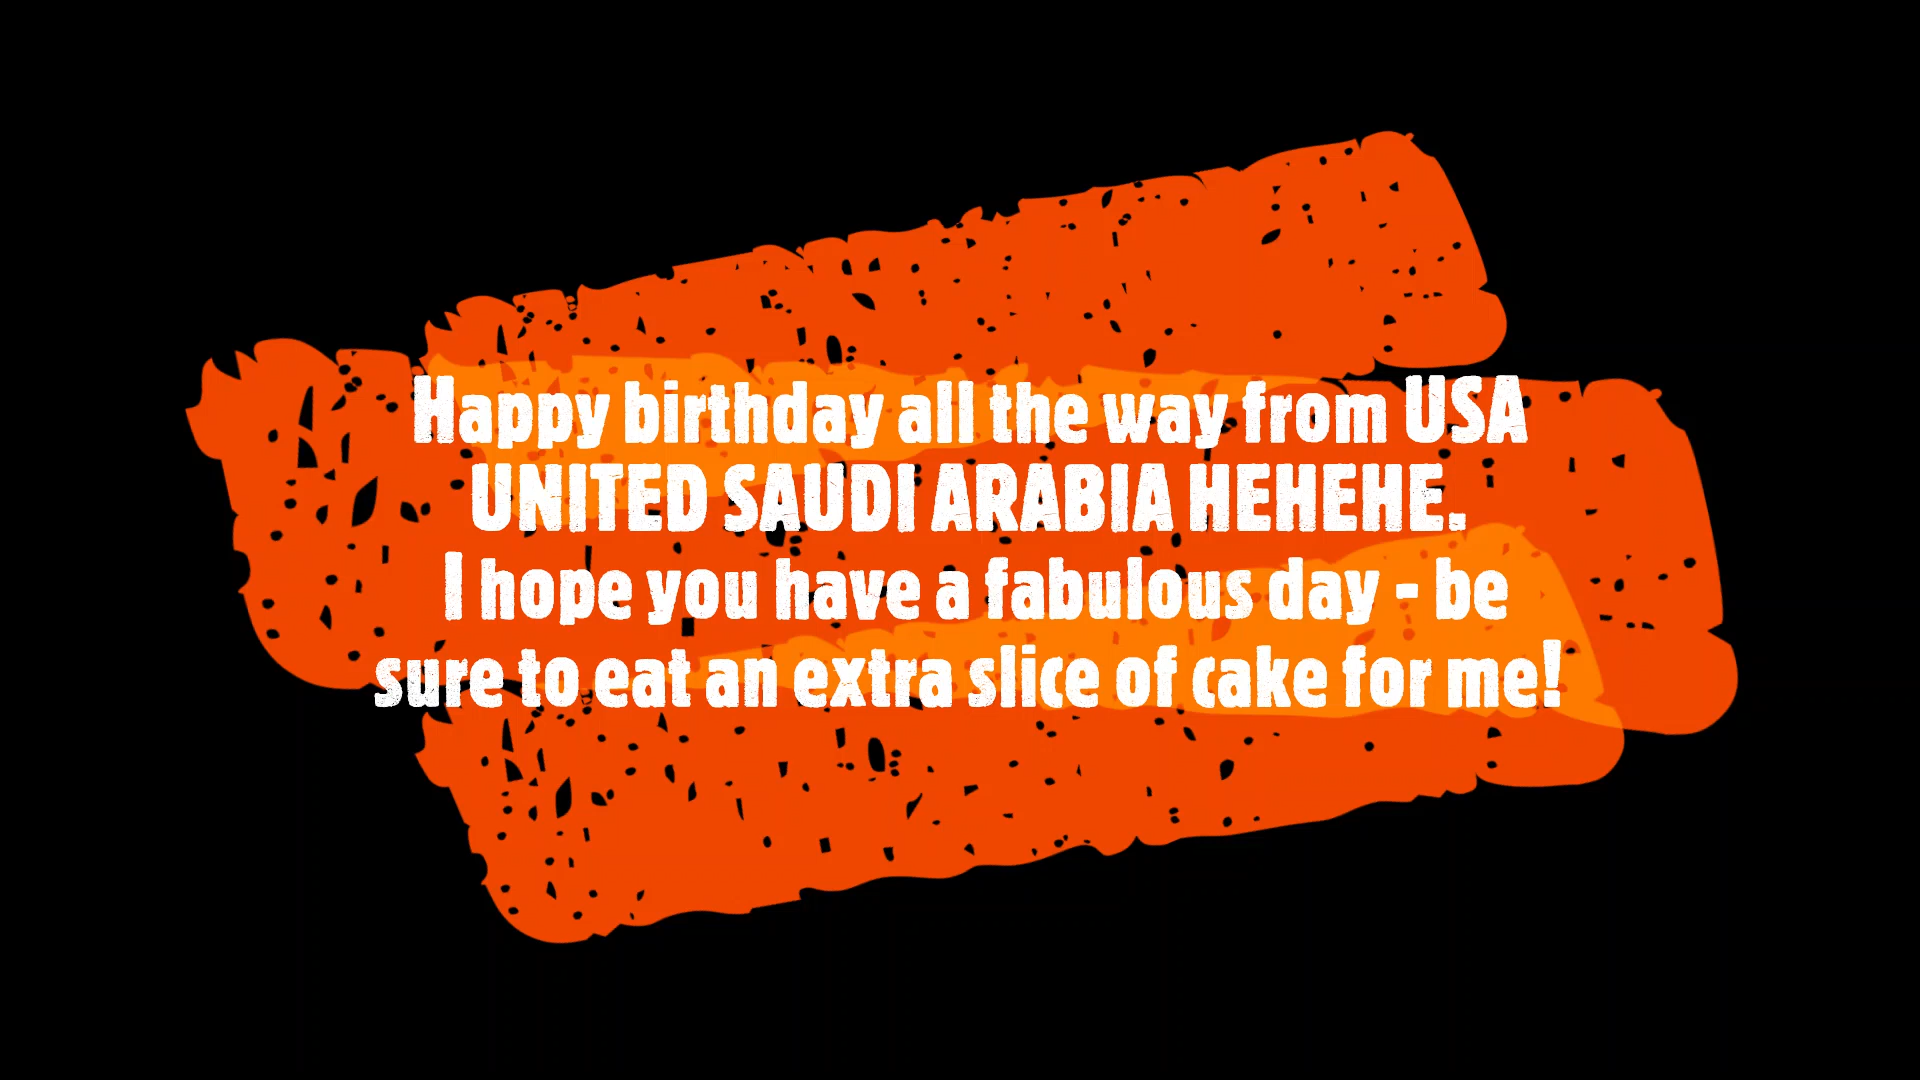 Happy birthday all the way from USA
UNITED SAUDI ARABIA HEHEHE.
I hope you have a fabulous day - be
sure to eat an extra slice of cake for me!